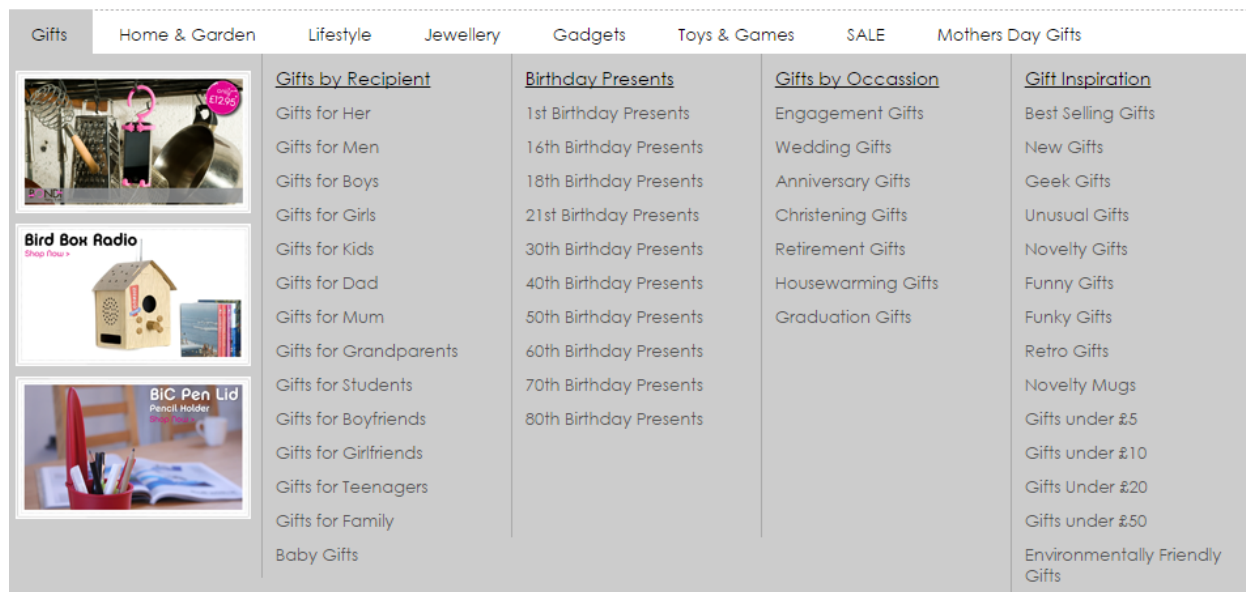 Gifts
Home & Garden
Lifestyle
Jewellery
Gadgets
Toys & Games
SALE
Mothers Day Gifts
only
£12.95
Bird Box Radio
Shop Now >
BiC Pen Lid
Pencil Holder
Shop Now >
Gifts by Recipient
Gifts for Her
Gifts for Men
Gifts for Boys
Gifts for Girls
Gifts for Kids
Gifts for Dad
Gifts for Mum
Gifts for Grandparents
Gifts for Students
Gifts for Boyfriends
Gifts for Girlfriends
Gifts for Teenagers
Gifts for Family
Baby Gifts
Birthday Presents
1st Birthday Presents
16th Birthday Presents
18th Birthday Presents
21st Birthday Presents
30th Birthday Presents
40th Birthday Presents
50th Birthday Presents
60th Birthday Presents
70th Birthday Presents
80th Birthday Presents
Gifts by Occassion
Engagement Gifts
Wedding Gifts
Anniversary Gifts
Christening Gifts
Retirement Gifts
Housewarming Gifts
Graduation Gifts
Gift Inspiration
Best Selling Gifts
New Gifts
Geek Gifts
Unusual Gifts
Novelty Gifts
Funny Gifts
Funky Gifts
Retro Gifts
Novelty Mugs
Gifts under £5
Gifts under £10
Gifts Under £20
Gifts under £50
Environmentally Friendly
Gifts